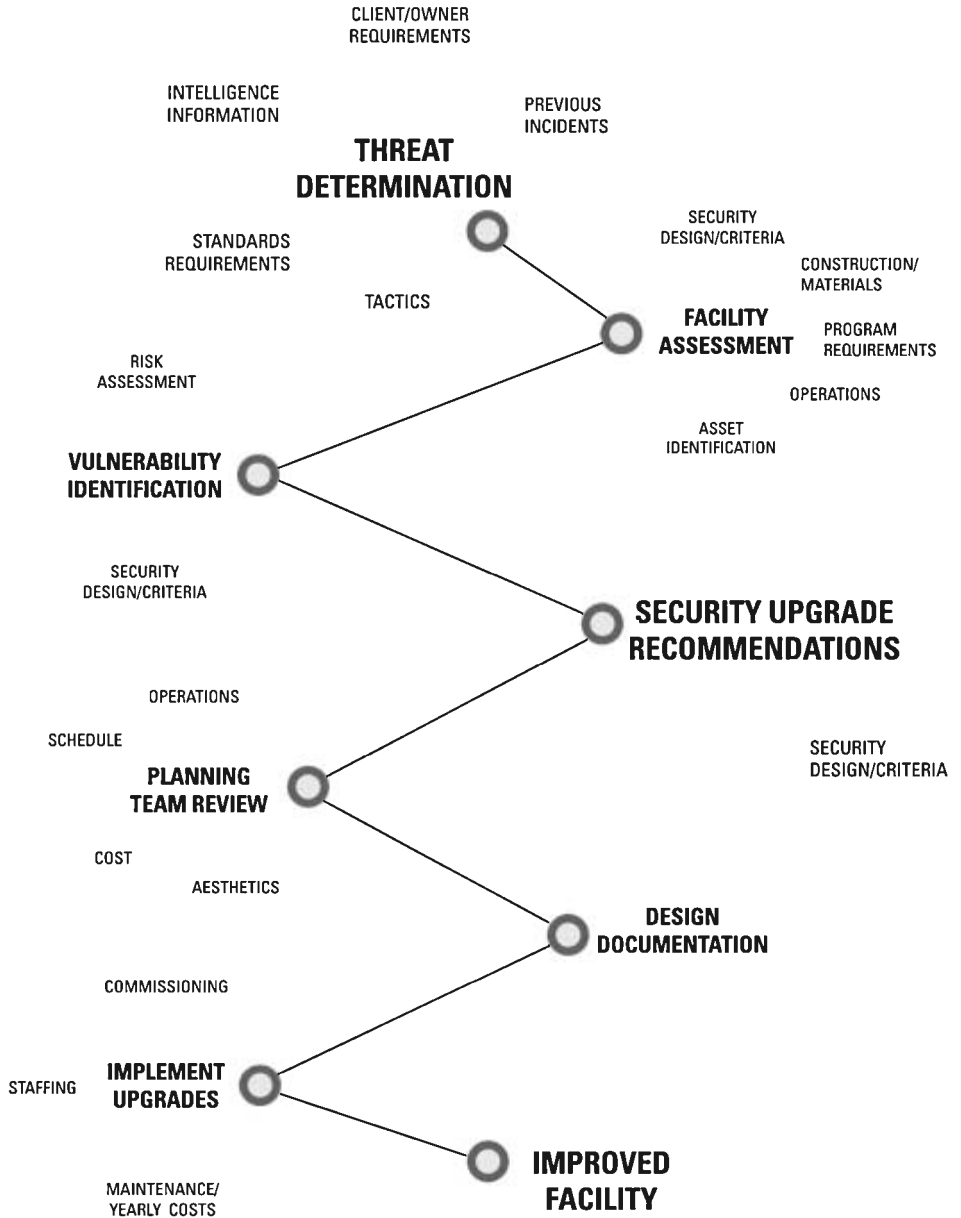 CLIENT/OWNER
REQUIREMENTS
INTELLIGENCE
INFORMATION
PREVIOUS
INCIDENTS
THREAT
DETERMINATION
STANDARDS
REQUIREMENTS
TACTICS
SECURITY
DESIGN/CRITERIA
CONSTRUCTION/
MATERIALS
FACILITY
ASSESSMENT
PROGRAM
REQUIREMENTS
OPERATIONS
ASSET
IDENTIFICATION
RISK
ASSESSMENT
VULNERABILITY
IDENTIFICATION
SECURITY
DESIGN/CRITERIA
SECURITY UPGRADE
RECOMMENDATIONS
OPERATIONS
SCHEDULE
PLANNING
TEAM REVIEW
SECURITY
DESIGN/CRITERIA
COST
AESTHETICS
DESIGN
DOCUMENTATION
COMMISSIONING
STAFFING
IMPLEMENT
UPGRADES
MAINTENANCE/
YEARLY COSTS
IMPROVED
FACILITY